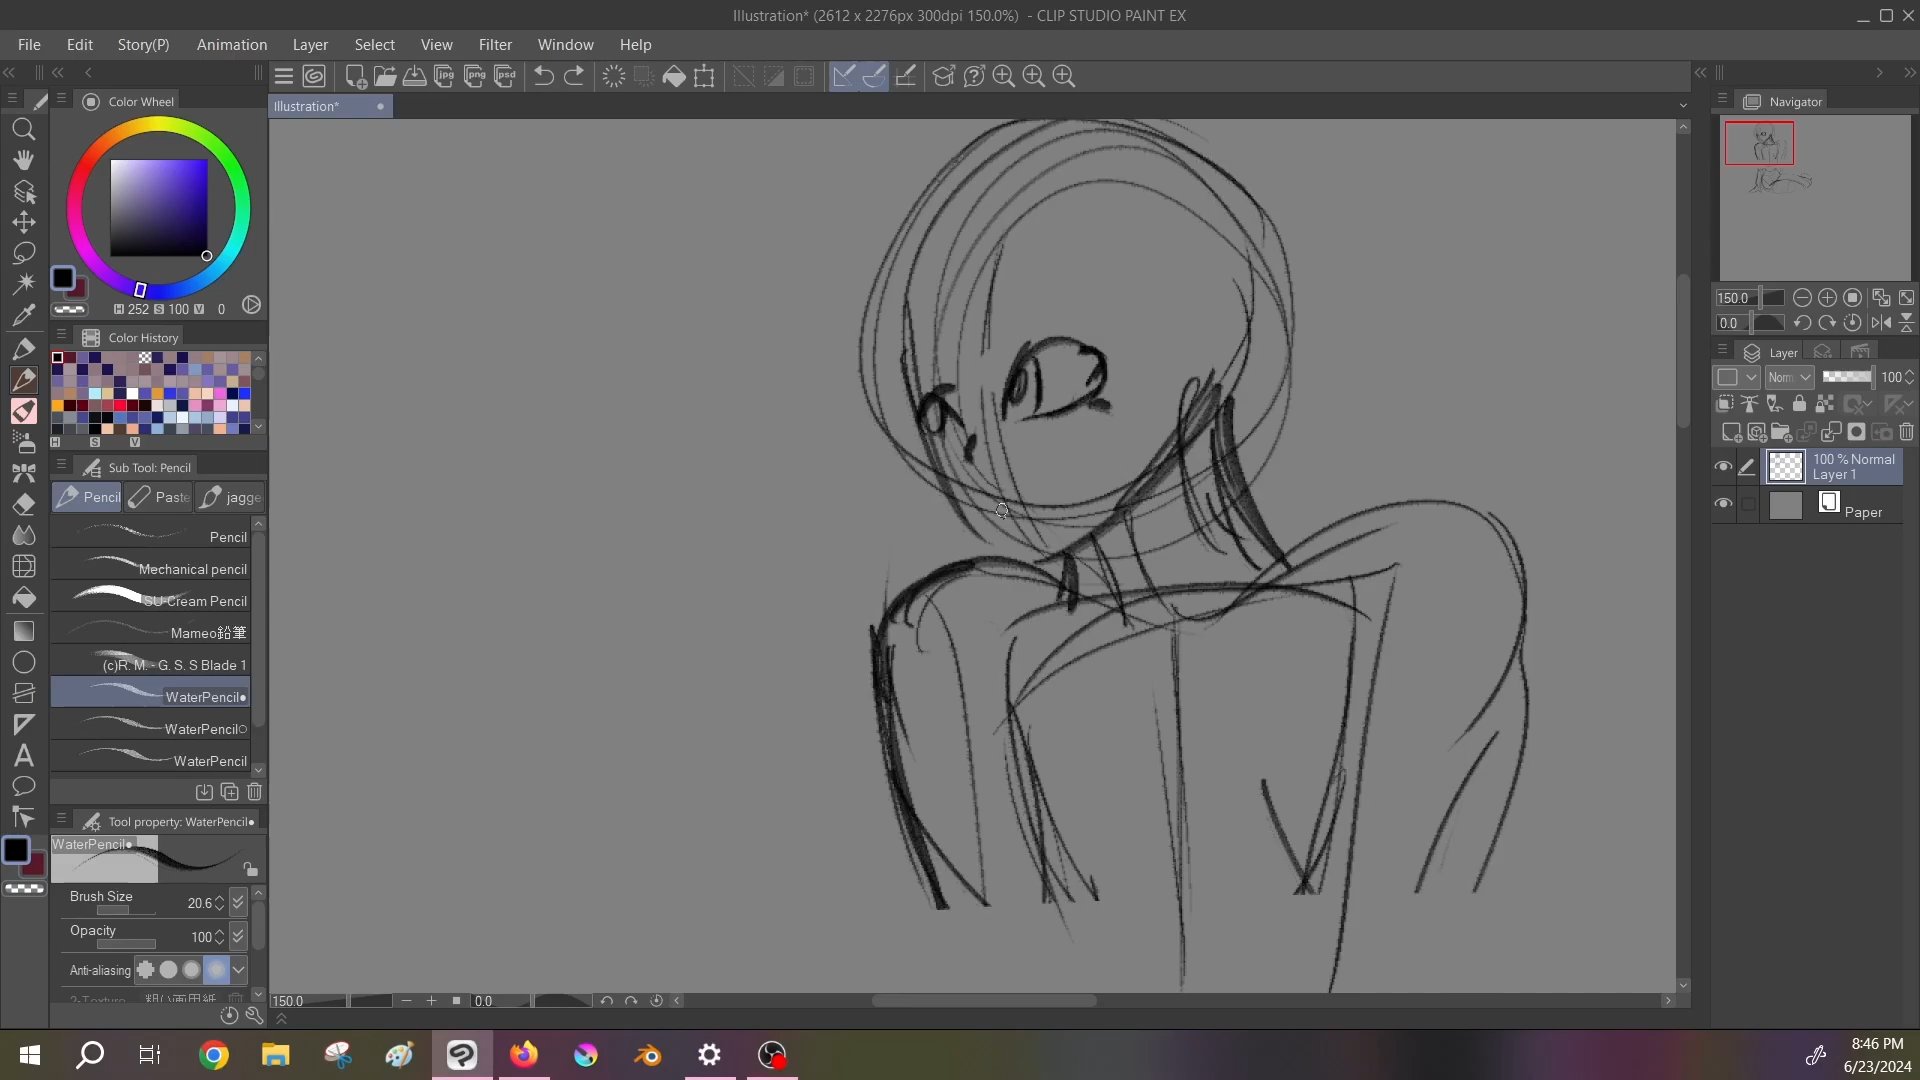 Illustration* (2612 x 2276px 300dpi 150.0%) - CLIP STUDIO PAINT EX
File Edit Story(P) Animation Layer Select View Filter Window Help
jpg png psd
Color Wheel
Illustration*
Navigator
H 252 S 100 V 0
150.0
0.0
Color History
Layer
Norm 100
H S V
100 % Normal
Layer 1
Paper
Sub Tool: Pencil
Pencil Paste jagge
Pencil
Mechanical pencil
SU-Cream Pencil
Mameo鉛筆
(c)R. M. - G. S. S Blade 1
WaterPencil●
WaterPencil○
WaterPencil
Tool property: WaterPencil●
WaterPencil●
Brush Size 20.6
Opacity 100
Anti-aliasing
150.0 0.0
8:46 PM
6/23/2024